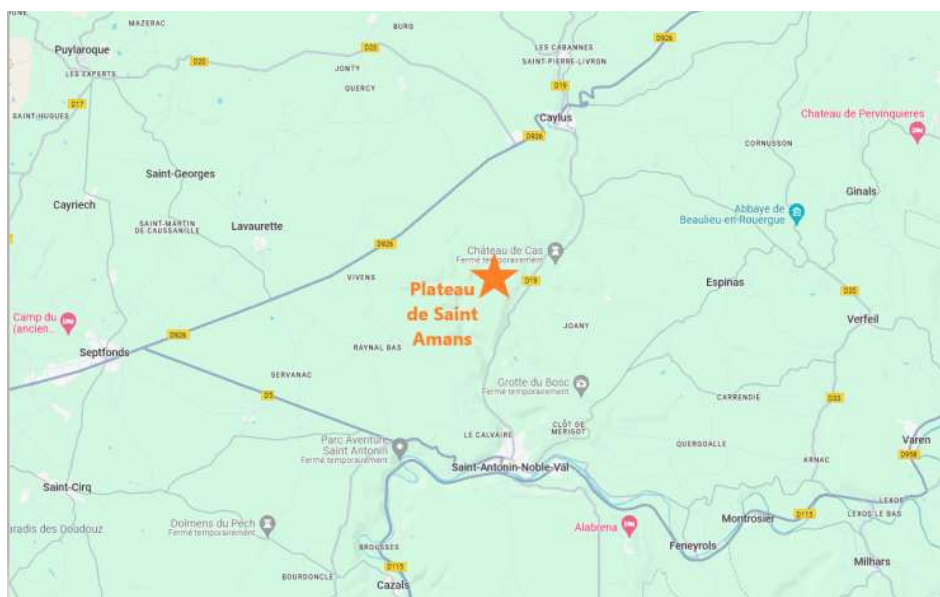 MAZERAC
BURG
D926
Puylaroque
D20
LES CABANNES
SAINT-PIERRE-LIVRON
LES EXPERTS
D20
JONTY
QUERCY
D19
D17
SAINT-HUGUES
Caylus
Chateau de Pervinquieres
D926
CORNUSSON
Saint-Georges
Ginals
Cayriech
SAINT-MARTIN
DE CAUSSANILLE
Lavaurette
Abbaye de
Beaulieu-en-Rouergue
D926
Château de Cas
Fermé temporairement
VIVENS
D19
Espinas
D20
Plateau
de Saint
Amans
Camp du
(ancien...
D926
JOANY
Verfeil
Septfonds
RAYNAL BAS
SERVANAC
Grotte du Bosc
Fermé temporairement
D5
CARRENDIÉ
D33
CLÔT DE
MÉRIGOT
LE CALVAIRE
Parc Aventure
Saint Antonin
Fermé temporairement
QUERGOALLE
Varen
D958
Saint-Antonin-Noble-Val
ARNAC
Saint-Cirq
LEXOS
LEXOS LE BAS
D115
Dolmens du Pech
Fermé temporairement
aradis des Doudouz
Alabrena
Montrosier
BROUSSES
Feneyrols
D115
Milhars
BOURDONCLE
Cazals